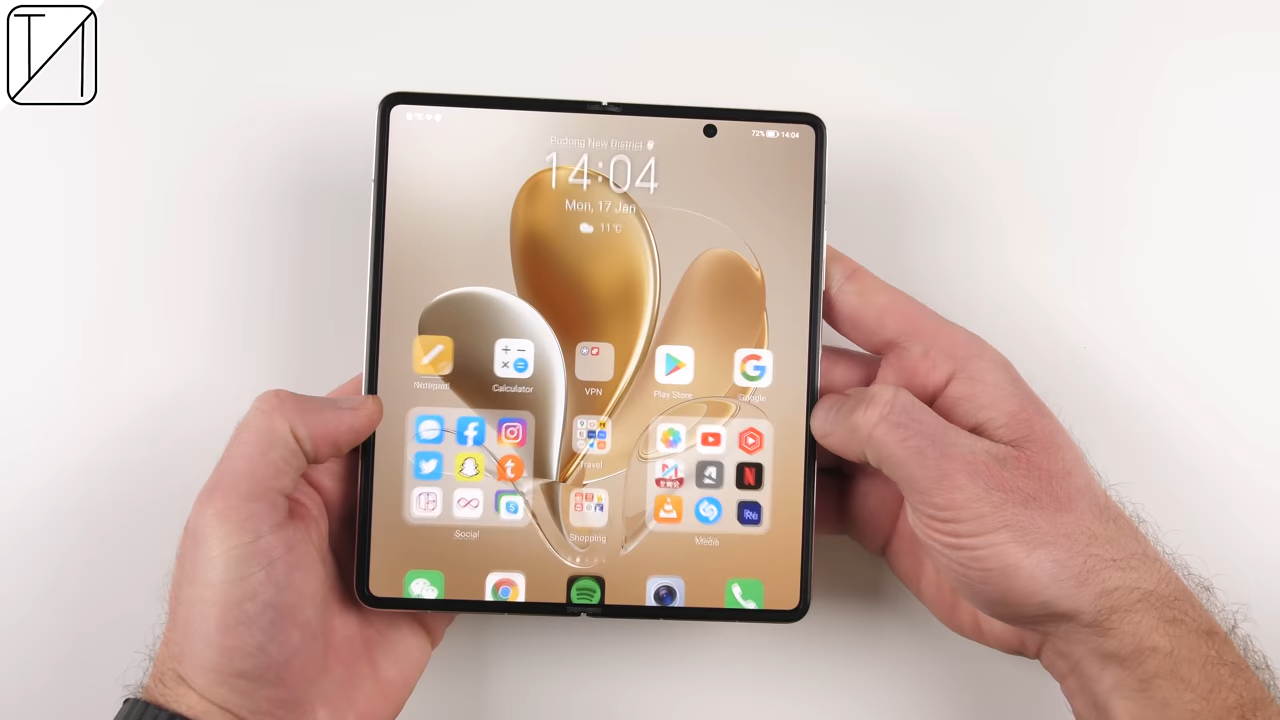 72% 14:04
Pudong New District
14:04
Mon, 17 Jan
11°C
Notepad
Calculator
VPN
Play Store
Google
Travel
Social
Shopping
Media